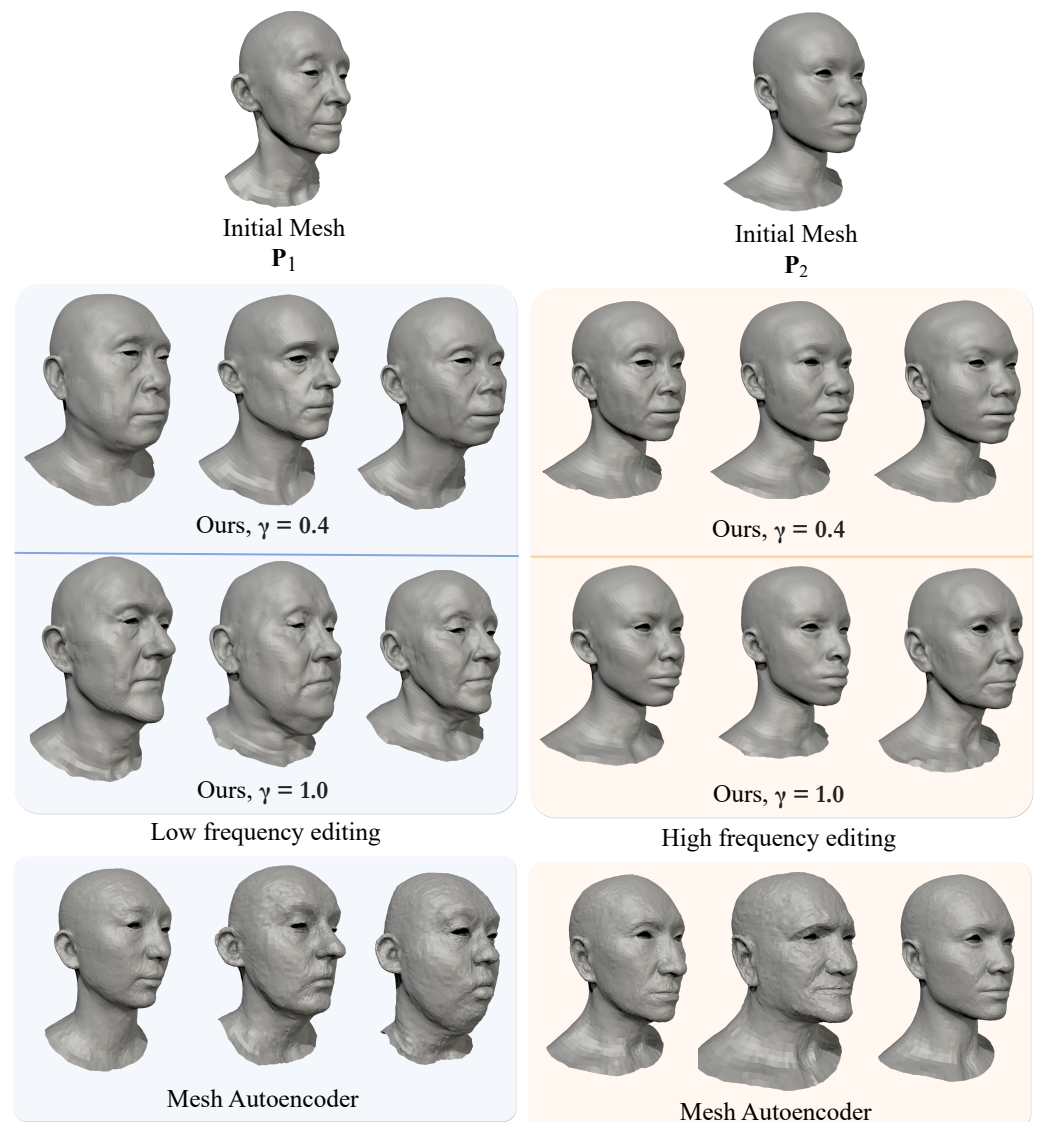 Initial Mesh
P₁
Initial Mesh
P₂
Ours, γ = 0.4
Ours, γ = 0.4
Ours, γ = 1.0
Ours, γ = 1.0
Low frequency editing
High frequency editing
Mesh Autoencoder
Mesh Autoencoder